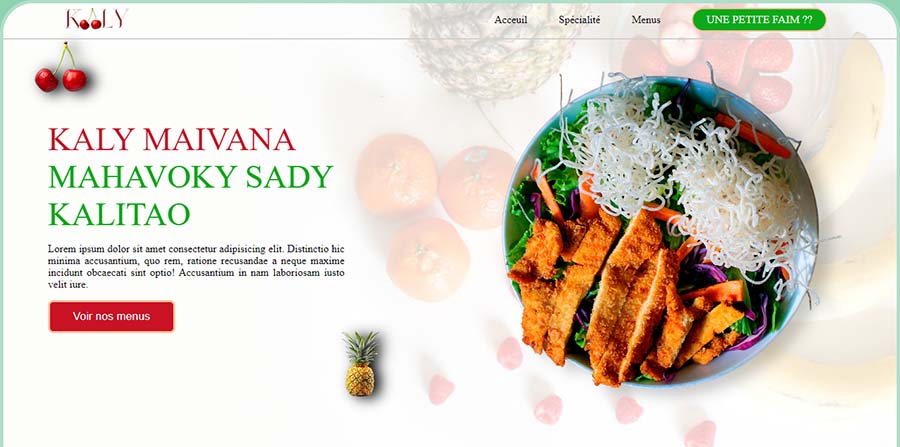 KALY
Acceuil Spécialité Menus UNE PETITE FAIM ??
KALY MAIVANA
MAHAVOKY SADY
KALITAO
Lorem ipsum dolor sit amet consectetur adipisicing elit. Distinctio hic
minima accusantium, quo rem, ratione recusandae a neque maxime
incidunt obcaecati sint optio! Accusantium in nam laboriosam iusto
velit iure.
Voir nos menus